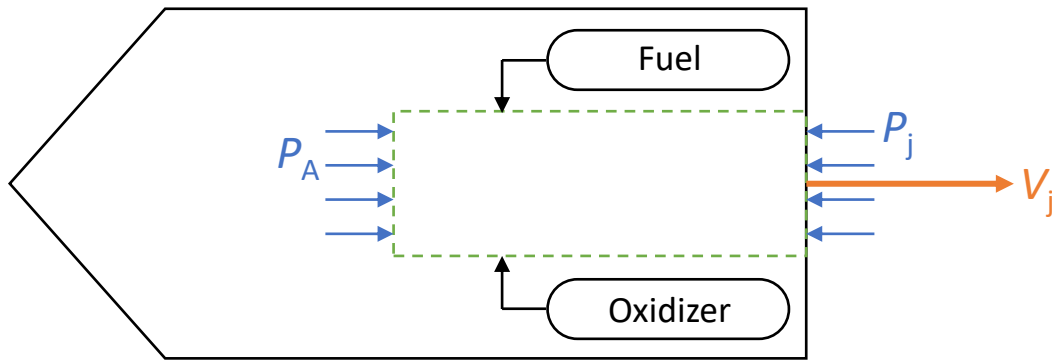 Fuel
P_A
P_j
V_j
Oxidizer